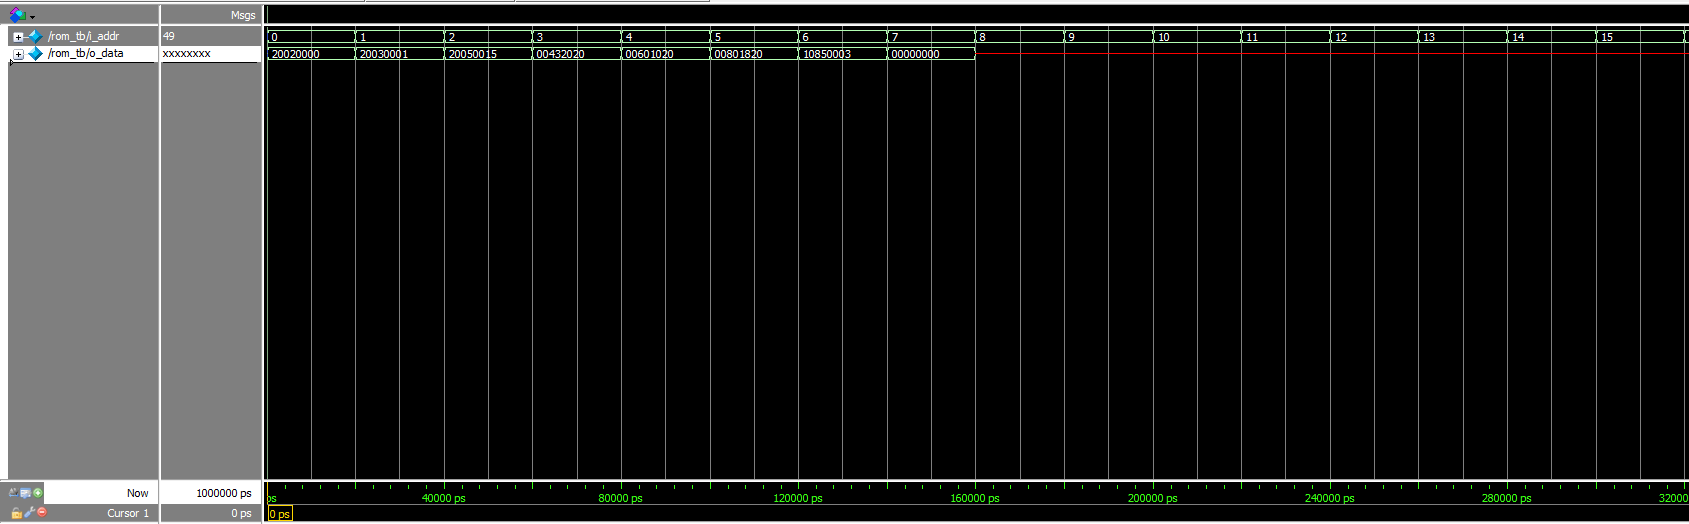 Msgs
/rom_tb/i_addr 49 0 1 2 3 4 5 6 7 8 9 10 11 12 13 14 15
/rom_tb/o_data xxxxxxxx 20020000 20030001 20050015 00432020 00601020 00801820 10850003 00000000
Now 1000000 ps ps 40000 ps 80000 ps 120000 ps 160000 ps 200000 ps 240000 ps 280000 ps 32000
Cursor 1 0 ps 0 ps